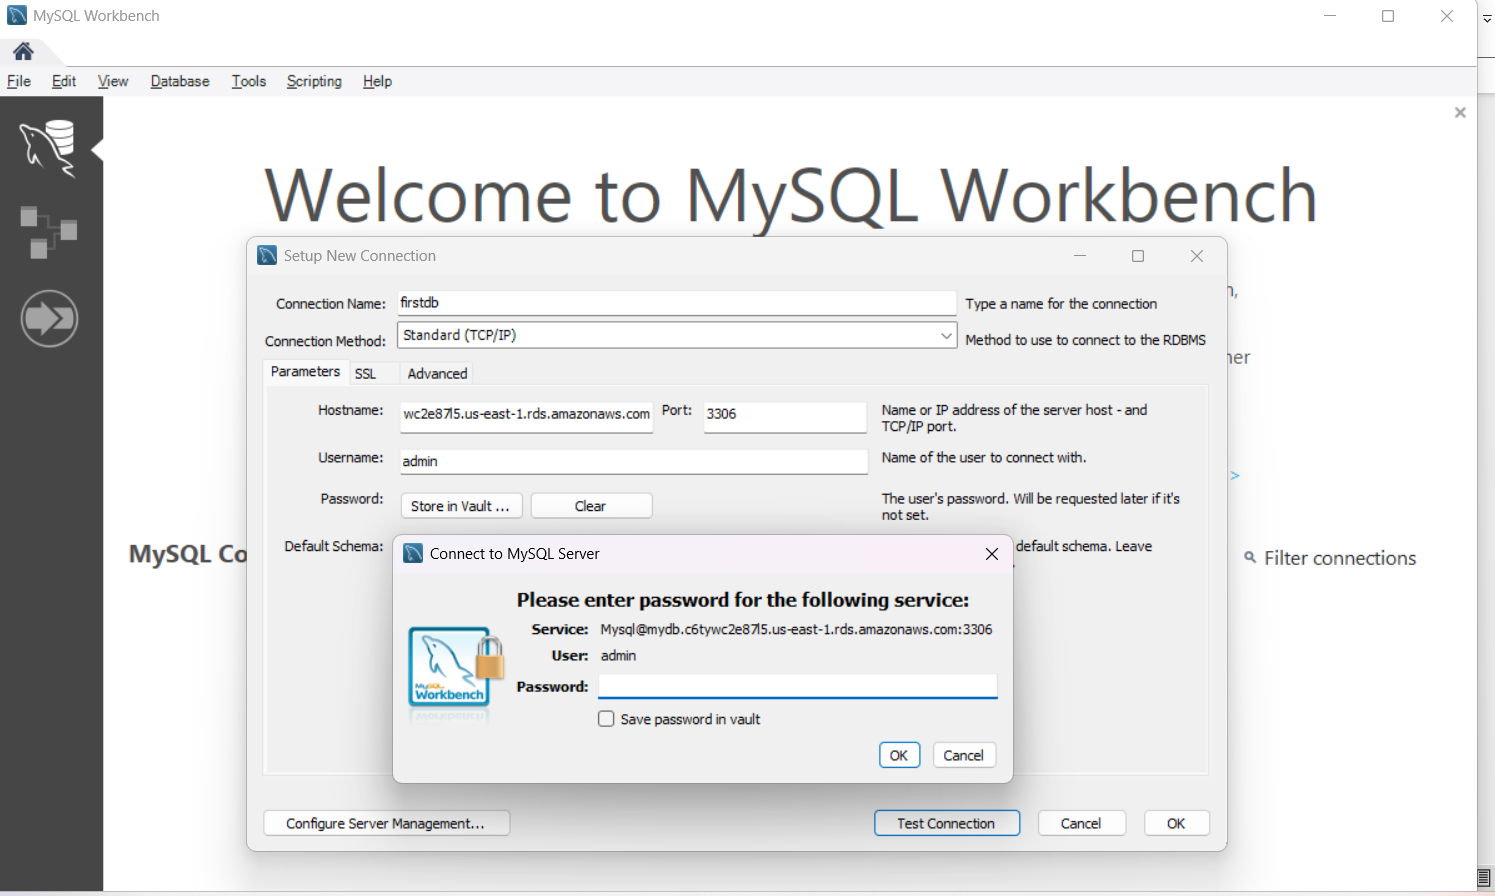 MySQL Workbench
File Edit View Database Tools Scripting Help
Welcome to MySQL Workbench
Setup New Connection
Connection Name: firstdb Type a name for the connection
Connection Method: Standard (TCP/IP) Method to use to connect to the RDBMS
Parameters SSL Advanced
Hostname: wc2e87l5.us-east-1.rds.amazonaws.com Port: 3306 Name or IP address of the server host - and
TCP/IP port.
Username: admin Name of the user to connect with.
Password: Store in Vault ... Clear The user's password. Will be requested later if it's
not set.
Default Schema: default schema. Leave
MySQL Co
Filter connections
Connect to MySQL Server
Please enter password for the following service:
Service: Mysql@mydb.c6tywc2e87l5.us-east-1.rds.amazonaws.com:3306
User: admin
Password:
Save password in vault
OK Cancel
MySQL
Workbench
Configure Server Management... Test Connection Cancel OK